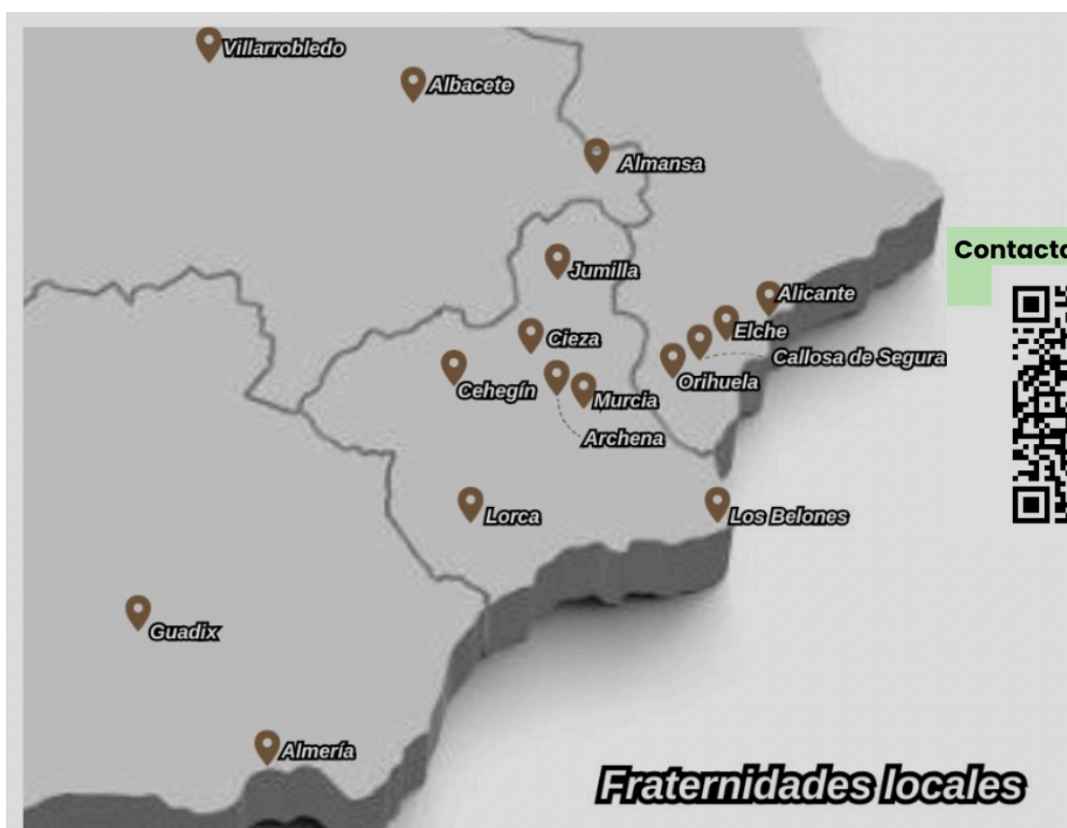 Villarrobledo
Albacete
Almansa
Contacta
Jumilla
Alicante
Elche
Cieza
Callosa de Segura
Orihuela
Cehegín
Murcia
Archena
Lorca
Los Belones
Guadix
Almería
Fraternidades locales